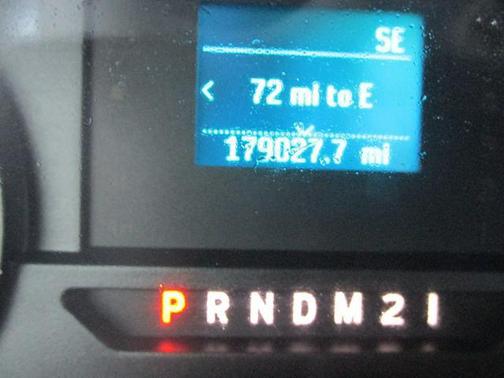 SE
< 72 mi to E
179027.7 mi
P R N D M 2 1